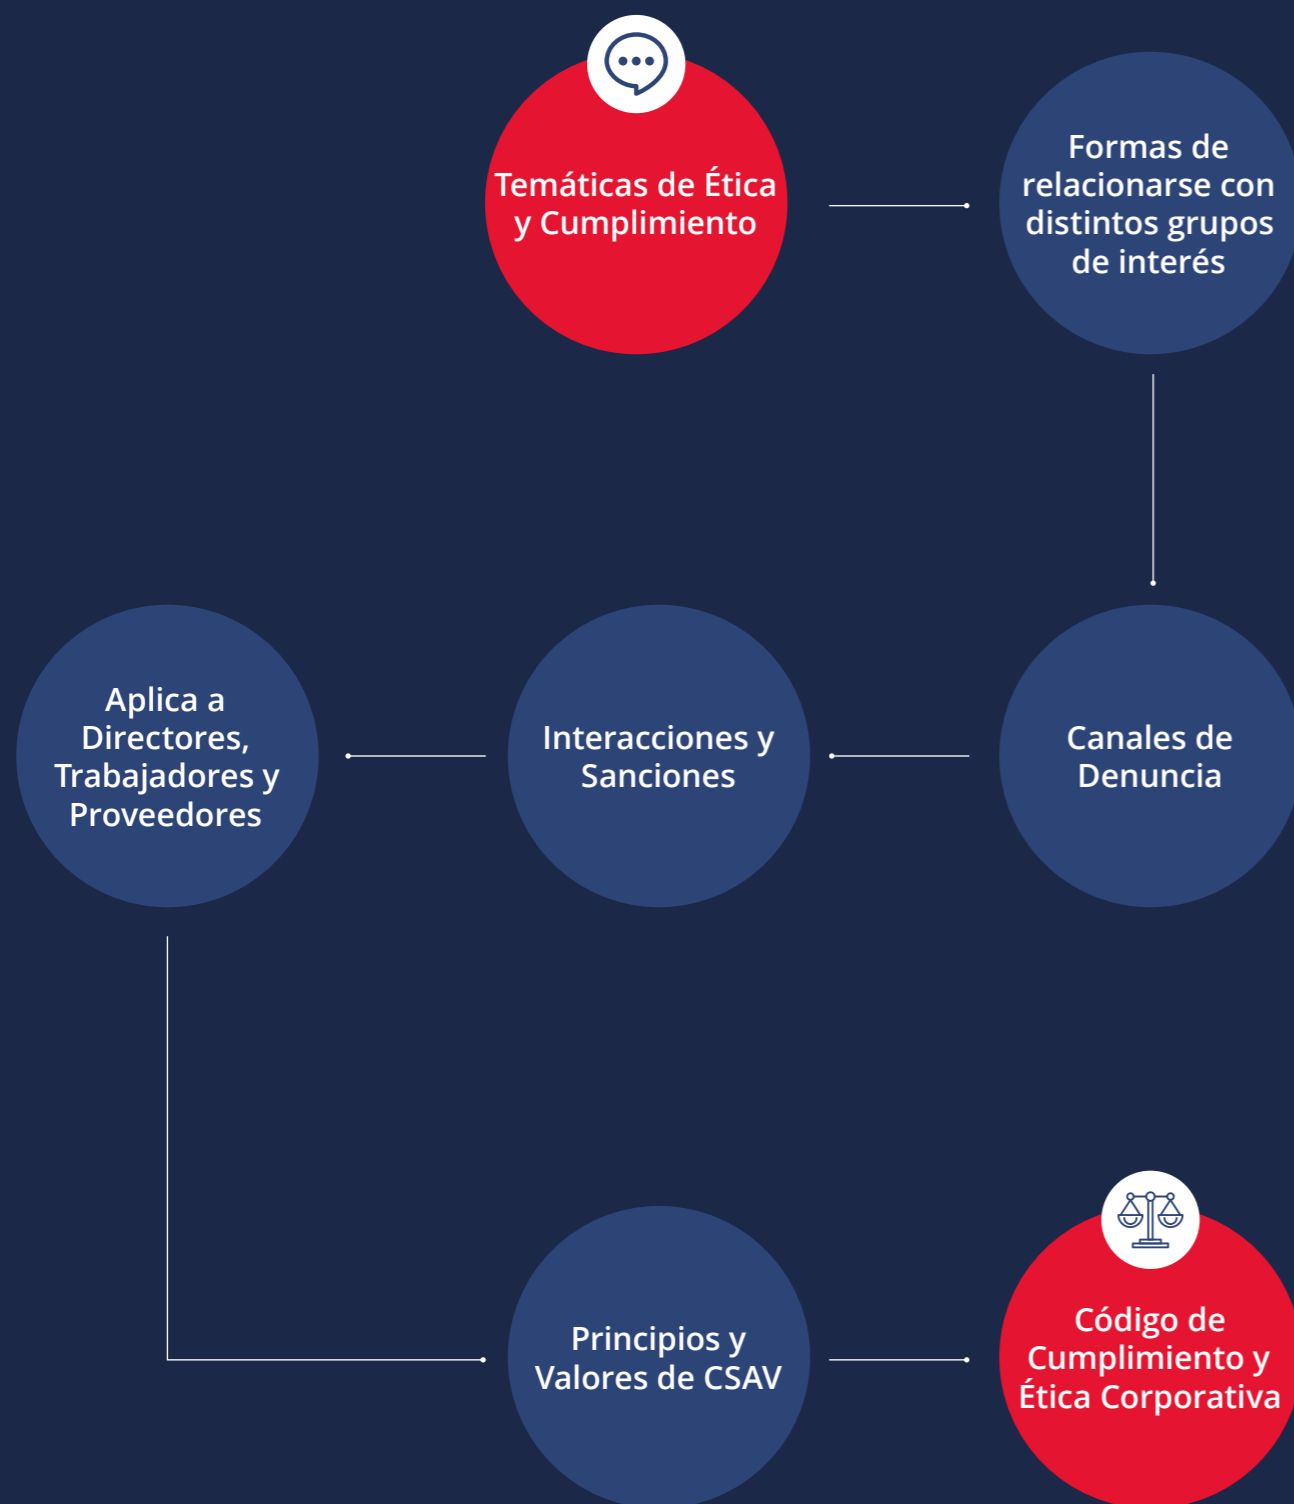 Temáticas de Ética
y Cumplimiento
Formas de
relacionarse con
distintos grupos
de interés
Canales de
Denuncia
Interacciones y
Sanciones
Aplica a
Directores,
Trabajadores y
Proveedores
Principios y
Valores de CSAV
Código de
Cumplimiento y
Ética Corporativa